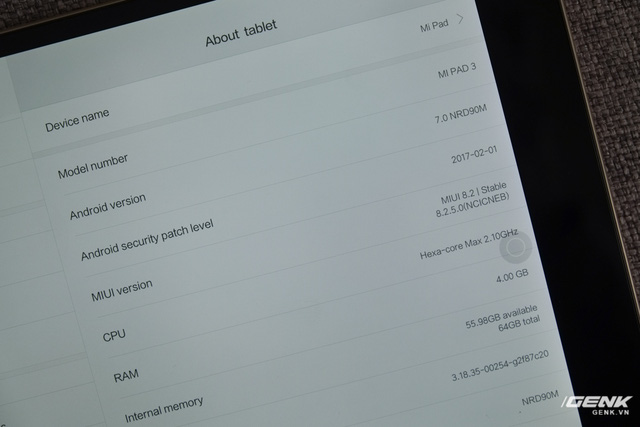 About tablet
Device name Mi Pad
Model number MI PAD 3
Android version 7.0 NRD90M
Android security patch level 2017-02-01
MIUI version MIUI 8.2 | Stable
8.2.5.0(NCICNEB)
CPU Hexa-core Max 2.10GHz
RAM 4.00 GB
Internal memory 55.98GB available
64GB total
3.18.35-00254-g2f87c20
NRD90M
GENK
GENK.VN